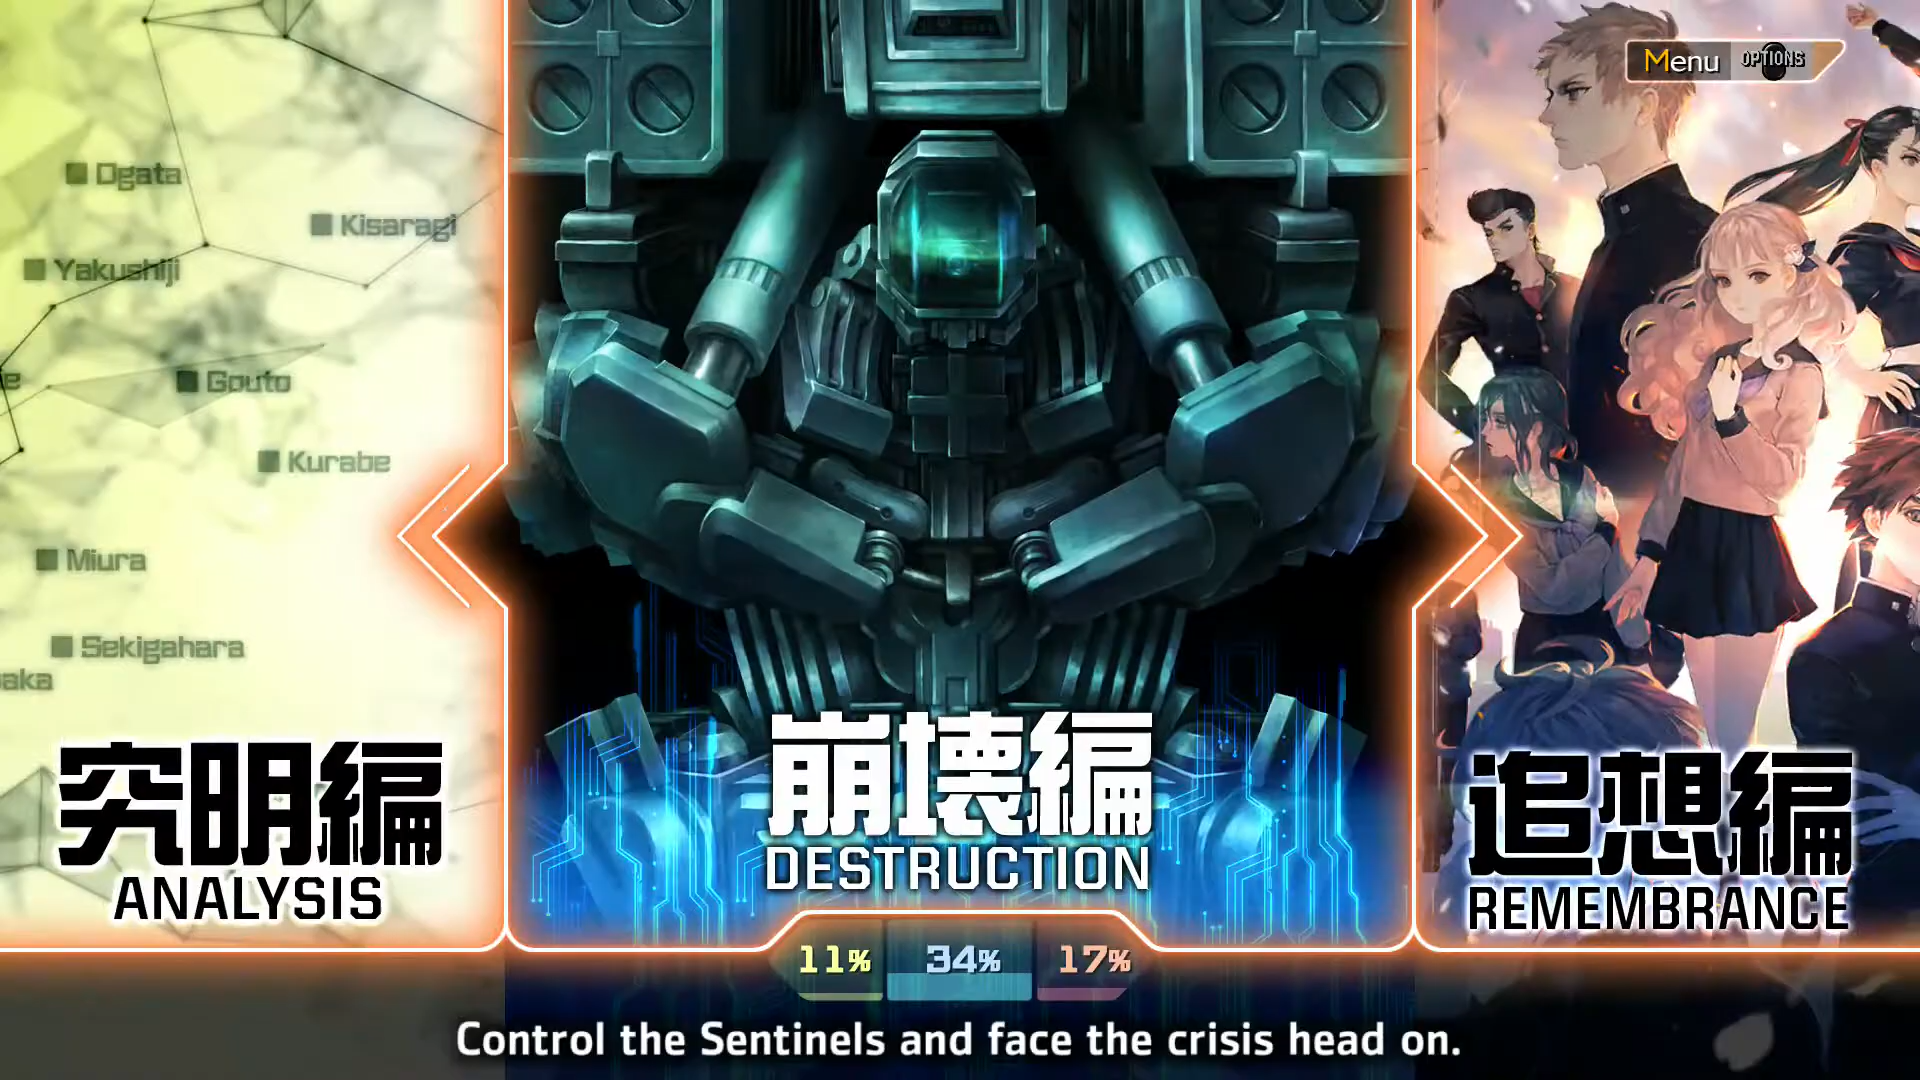 Menu OPTIONS
Ogata
Kisaragi
Yakushiji
e
Gouto
Kurabe
Miura
Sekigahara
aka
究明編
ANALYSIS
崩壊編
DESTRUCTION
追想編
REMEMBRANCE
11% 34% 17%
Control the Sentinels and face the crisis head on.